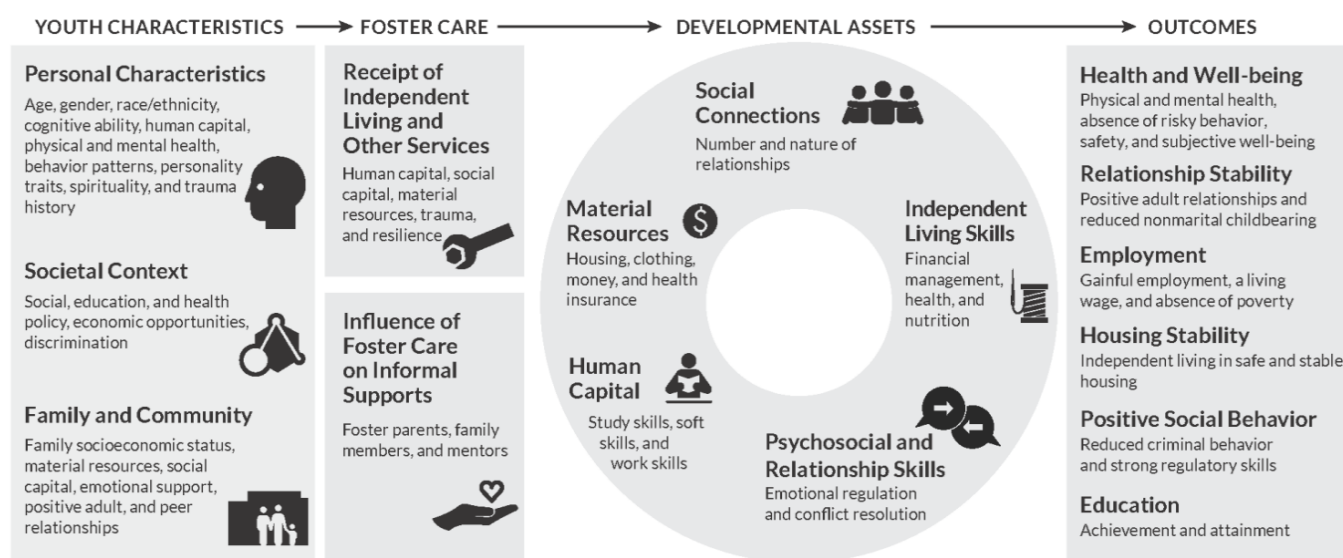 YOUTH CHARACTERISTICS
FOSTER CARE
DEVELOPMENTAL ASSETS
OUTCOMES
Personal Characteristics
Age, gender, race/ethnicity,
cognitive ability, human capital,
physical and mental health,
behavior patterns, personality
traits, spirituality, and trauma
history
Societal Context
Social, education, and health
policy, economic opportunities,
discrimination
Family and Community
Family socioeconomic status,
material resources, social
capital, emotional support,
positive adult, and peer
relationships
Receipt of
Independent
Living and
Other Services
Human capital, social
capital, material
resources, trauma,
and resilience
Influence of
Foster Care
on Informal
Supports
Foster parents, family
members, and mentors
Social
Connections
Number and nature of
relationships
Material
Resources
$
Housing, clothing,
money, and health
insurance
Independent
Living Skills
Financial
management,
health, and
nutrition
Human
Capital
Study skills, soft
skills, and
work skills
Psychosocial and
Relationship Skills
Emotional regulation
and conflict resolution
Health and Well-being
Physical and mental health,
absence of risky behavior,
safety, and subjective well-being
Relationship Stability
Positive adult relationships and
reduced nonmarital childbearing
Employment
Gainful employment, a living
wage, and absence of poverty
Housing Stability
Independent living in safe and stable
housing
Positive Social Behavior
Reduced criminal behavior
and strong regulatory skills
Education
Achievement and attainment